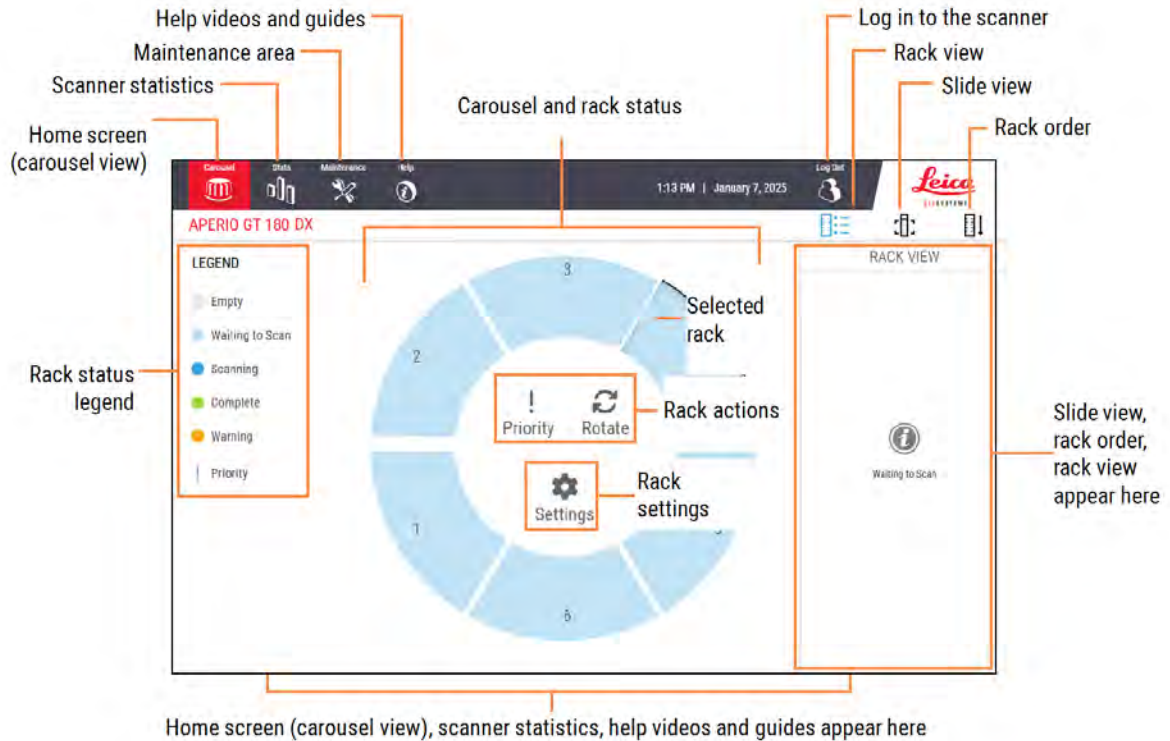 Help videos and guides
Log in to the scanner
Maintenance area
Rack view
Scanner statistics
Slide view
Carousel and rack status
Rack order
Home screen
(carousel view)
Carousel
Stats
Maintenance
Help
1:13 PM | January 7, 2025
Log Out
Leica
APERIO GT 180 DX
LEGEND
Empty
Waiting to Scan
Scanning
Complete
Warning
Priority
Rack status
legend
3
2
1
6
Selected
rack
Priority
Rotate
Rack actions
Settings
Rack
settings
RACK VIEW
Waiting to Scan
Slide view,
rack order,
rack view
appear here
Home screen (carousel view), scanner statistics, help videos and guides appear here